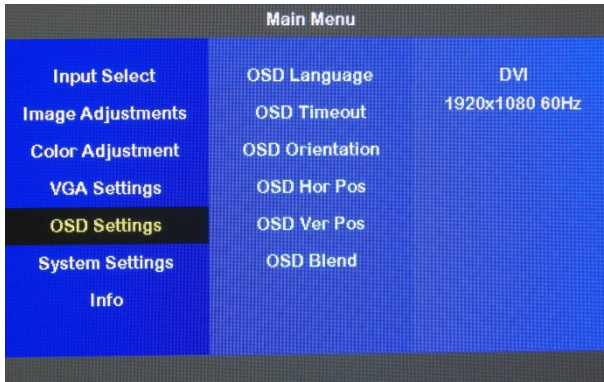 Main Menu
Input Select
Image Adjustments
Color Adjustment
VGA Settings
OSD Settings
System Settings
Info
OSD Language
OSD Timeout
OSD Orientation
OSD Hor Pos
OSD Ver Pos
OSD Blend
DVI
1920x1080 60Hz